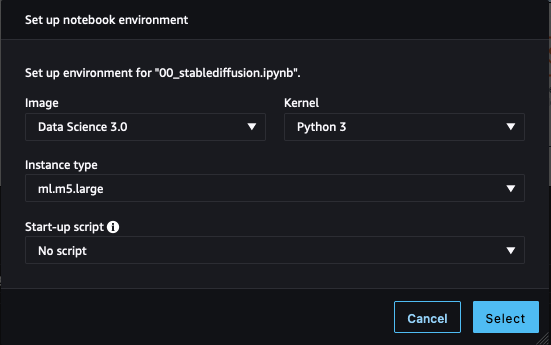 Set up notebook environment
Set up environment for "00_stablediffusion.ipynb".
Image
Kernel
Data Science 3.0
Python 3
Instance type
ml.m5.large
Start-up script
No script
Cancel
Select